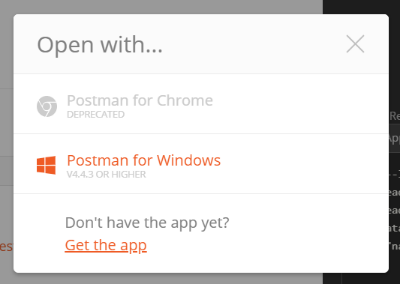 Open with...
Postman for Chrome
DEPRECATED
Postman for Windows
V4.4.3 OR HIGHER
Don't have the app yet?
Get the app